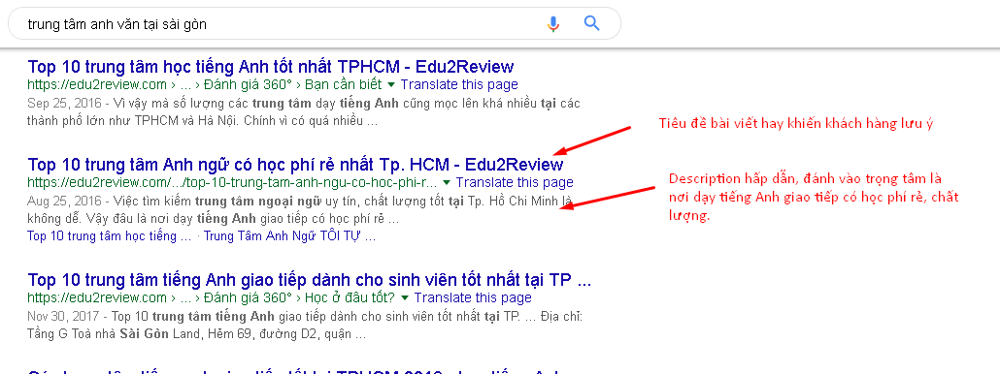 trung tâm anh văn tại sài gòn
Top 10 trung tâm học tiếng Anh tốt nhất TPHCM - Edu2Review
https://edu2review.com › ... › Đánh giá 360° › Bạn cần biết ▼ Translate this page
Sep 25, 2016 - Vì vậy mà số lượng các trung tâm dạy tiếng Anh cũng mọc lên khá nhiều tại các
thành phố lớn như TPHCM và Hà Nội. Chính vì có quá nhiều ...
Tiêu đề bài viết hay khiến khách hàng lưu ý
Top 10 trung tâm Anh ngữ có học phí rẻ nhất Tp. HCM - Edu2Review
https://edu2review.com/.../top-10-trung-tam-anh-ngu-co-hoc-phi-r... ▼ Translate this page
Aug 25, 2016 - Việc tìm kiếm trung tâm ngoại ngữ uy tín, chất lượng tốt tại Tp. Hồ Chí Minh là
không dễ. Vậy đâu là nơi dạy tiếng Anh giao tiếp có học phí rẻ ...
Top 10 trung tâm học tiếng ... · Trung Tâm Anh Ngữ TÔI TỰ ...
Description hấp dẫn, đánh vào trọng tâm là
nơi dạy tiếng Anh giao tiếp có học phí rẻ, chất
lượng.
Top 10 trung tâm tiếng Anh giao tiếp dành cho sinh viên tốt nhất tại TP ...
https://edu2review.com › ... › Đánh giá 360° › Học ở đâu tốt? ▼ Translate this page
Nov 30, 2017 - Top 10 trung tâm tiếng Anh giao tiếp dành cho sinh viên tốt nhất tại TP. ... Địa chỉ:
Tầng G Toà nhà Sài Gòn Land, Hẻm 69, đường D2, quận ...